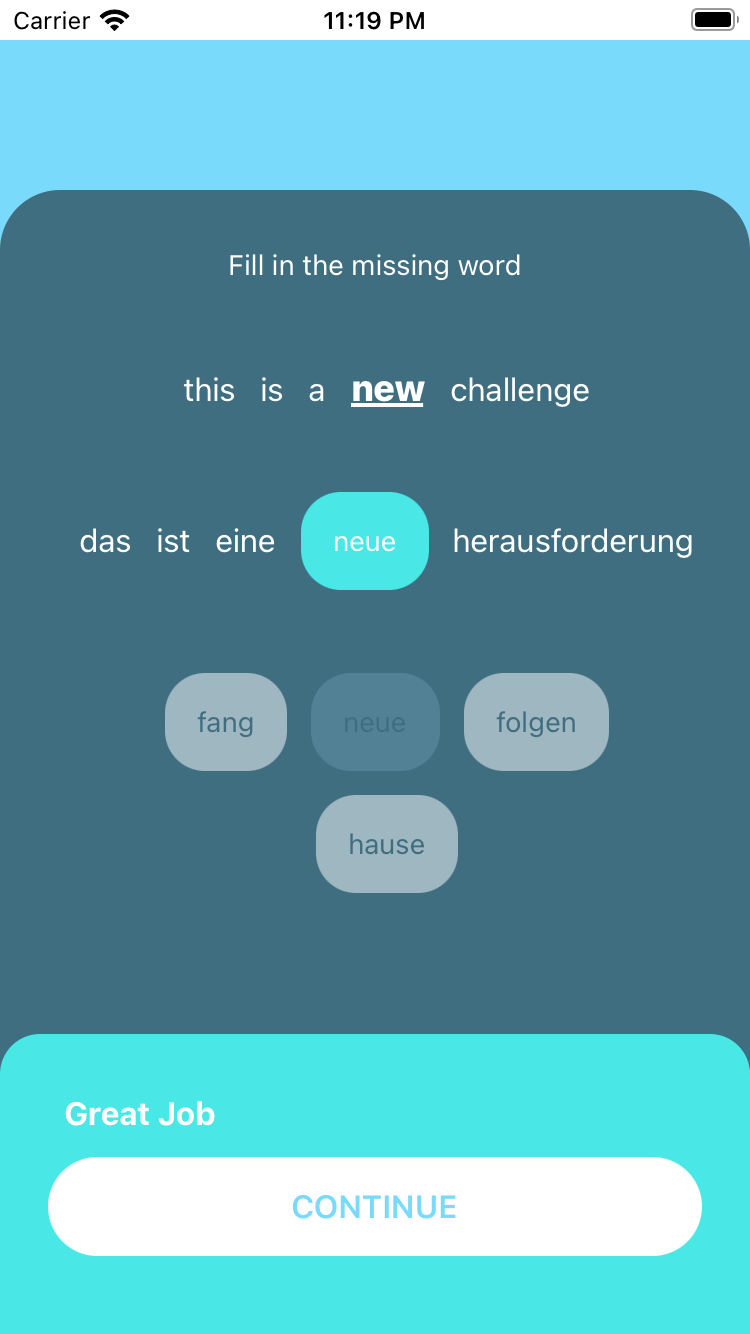 Carrier 11:19 PM
Fill in the missing word
this is a new challenge
das ist eine neue herausforderung
fang neue folgen
hause
Great Job
CONTINUE